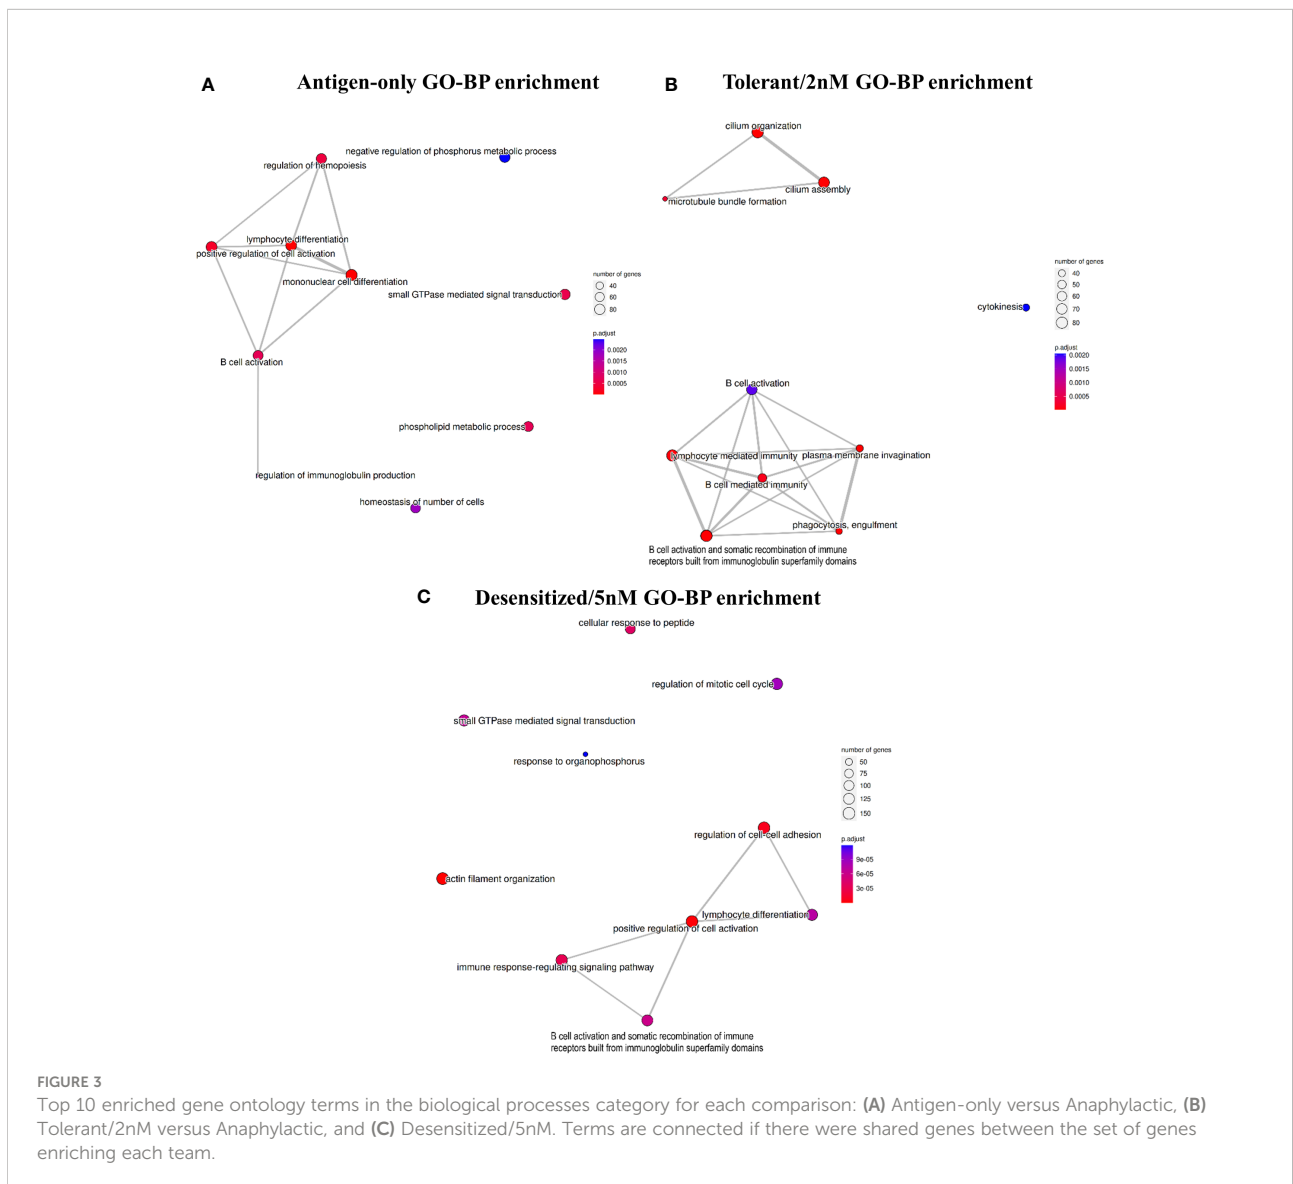 A
Antigen-only GO-BP enrichment
negative regulation of phosphorus metabolic process
regulation of hemopoiesis
lymphocyte differentiation
positive regulation of cell activation
mononuclear cell differentiation
small GTPase mediated signal transduction
B cell activation
phospholipid metabolic process
regulation of immunoglobulin production
homeostasis of number of cells
number of genes
40
60
80
p.adjust
0.0020
0.0015
0.0010
0.0005
B
Tolerant/2nM GO-BP enrichment
cilium organization
cilium assembly
microtubule bundle formation
cytokinesis
B cell activation
lymphocyte mediated immunity
plasma membrane invagination
B cell mediated immunity
phagocytosis, engulfment
B cell activation and somatic recombination of immune
receptors built from immunoglobulin superfamily domains
number of genes
40
50
60
70
80
p.adjust
0.0020
0.0015
0.0010
0.0005
C
Desensitized/5nM GO-BP enrichment
cellular response to peptide
regulation of mitotic cell cycle
small GTPase mediated signal transduction
response to organophosphorus
regulation of cell-cell adhesion
actin filament organization
lymphocyte differentiation
positive regulation of cell activation
immune response-regulating signaling pathway
B cell activation and somatic recombination of immune
receptors built from immunoglobulin superfamily domains
number of genes
50
75
100
125
150
p.adjust
9e-05
6e-05
3e-05
FIGURE 3
Top 10 enriched gene ontology terms in the biological processes category for each comparison: (A) Antigen-only versus Anaphylactic, (B)
Tolerant/2nM versus Anaphylactic, and (C) Desensitized/5nM. Terms are connected if there were shared genes between the set of genes
enriching each team.